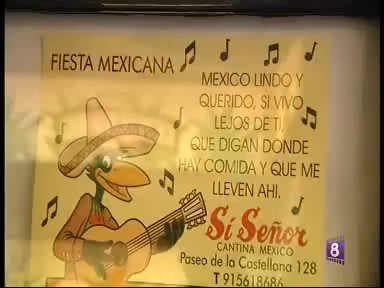 FIESTA MEXICANA
MEXICO LINDO Y
QUERIDO, SI VIVO
LEJOS DE TI.
QUE DIGAN DONDE
HAY COMIDA Y QUE ME
LLEVEN AHI.
Sí Señor
CANTINA MEXICO
Paseo de la Castellana 128
T 915618686
8